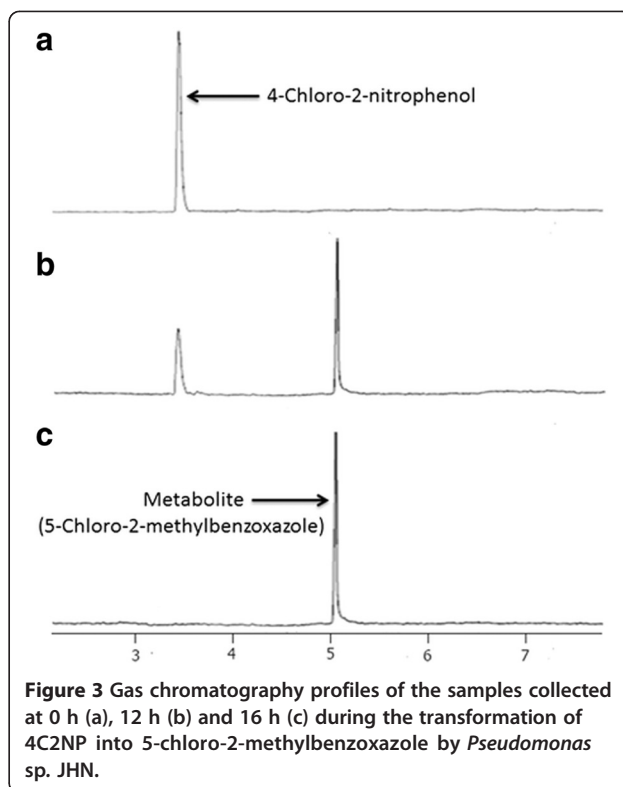 a
4-Chloro-2-nitrophenol
b
c
Metabolite
(5-Chloro-2-methylbenzoxazole)
3 4 5 6 7
Figure 3 Gas chromatography profiles of the samples collected
at 0 h (a), 12 h (b) and 16 h (c) during the transformation of
4C2NP into 5-chloro-2-methylbenzoxazole by Pseudomonas
sp. JHN.